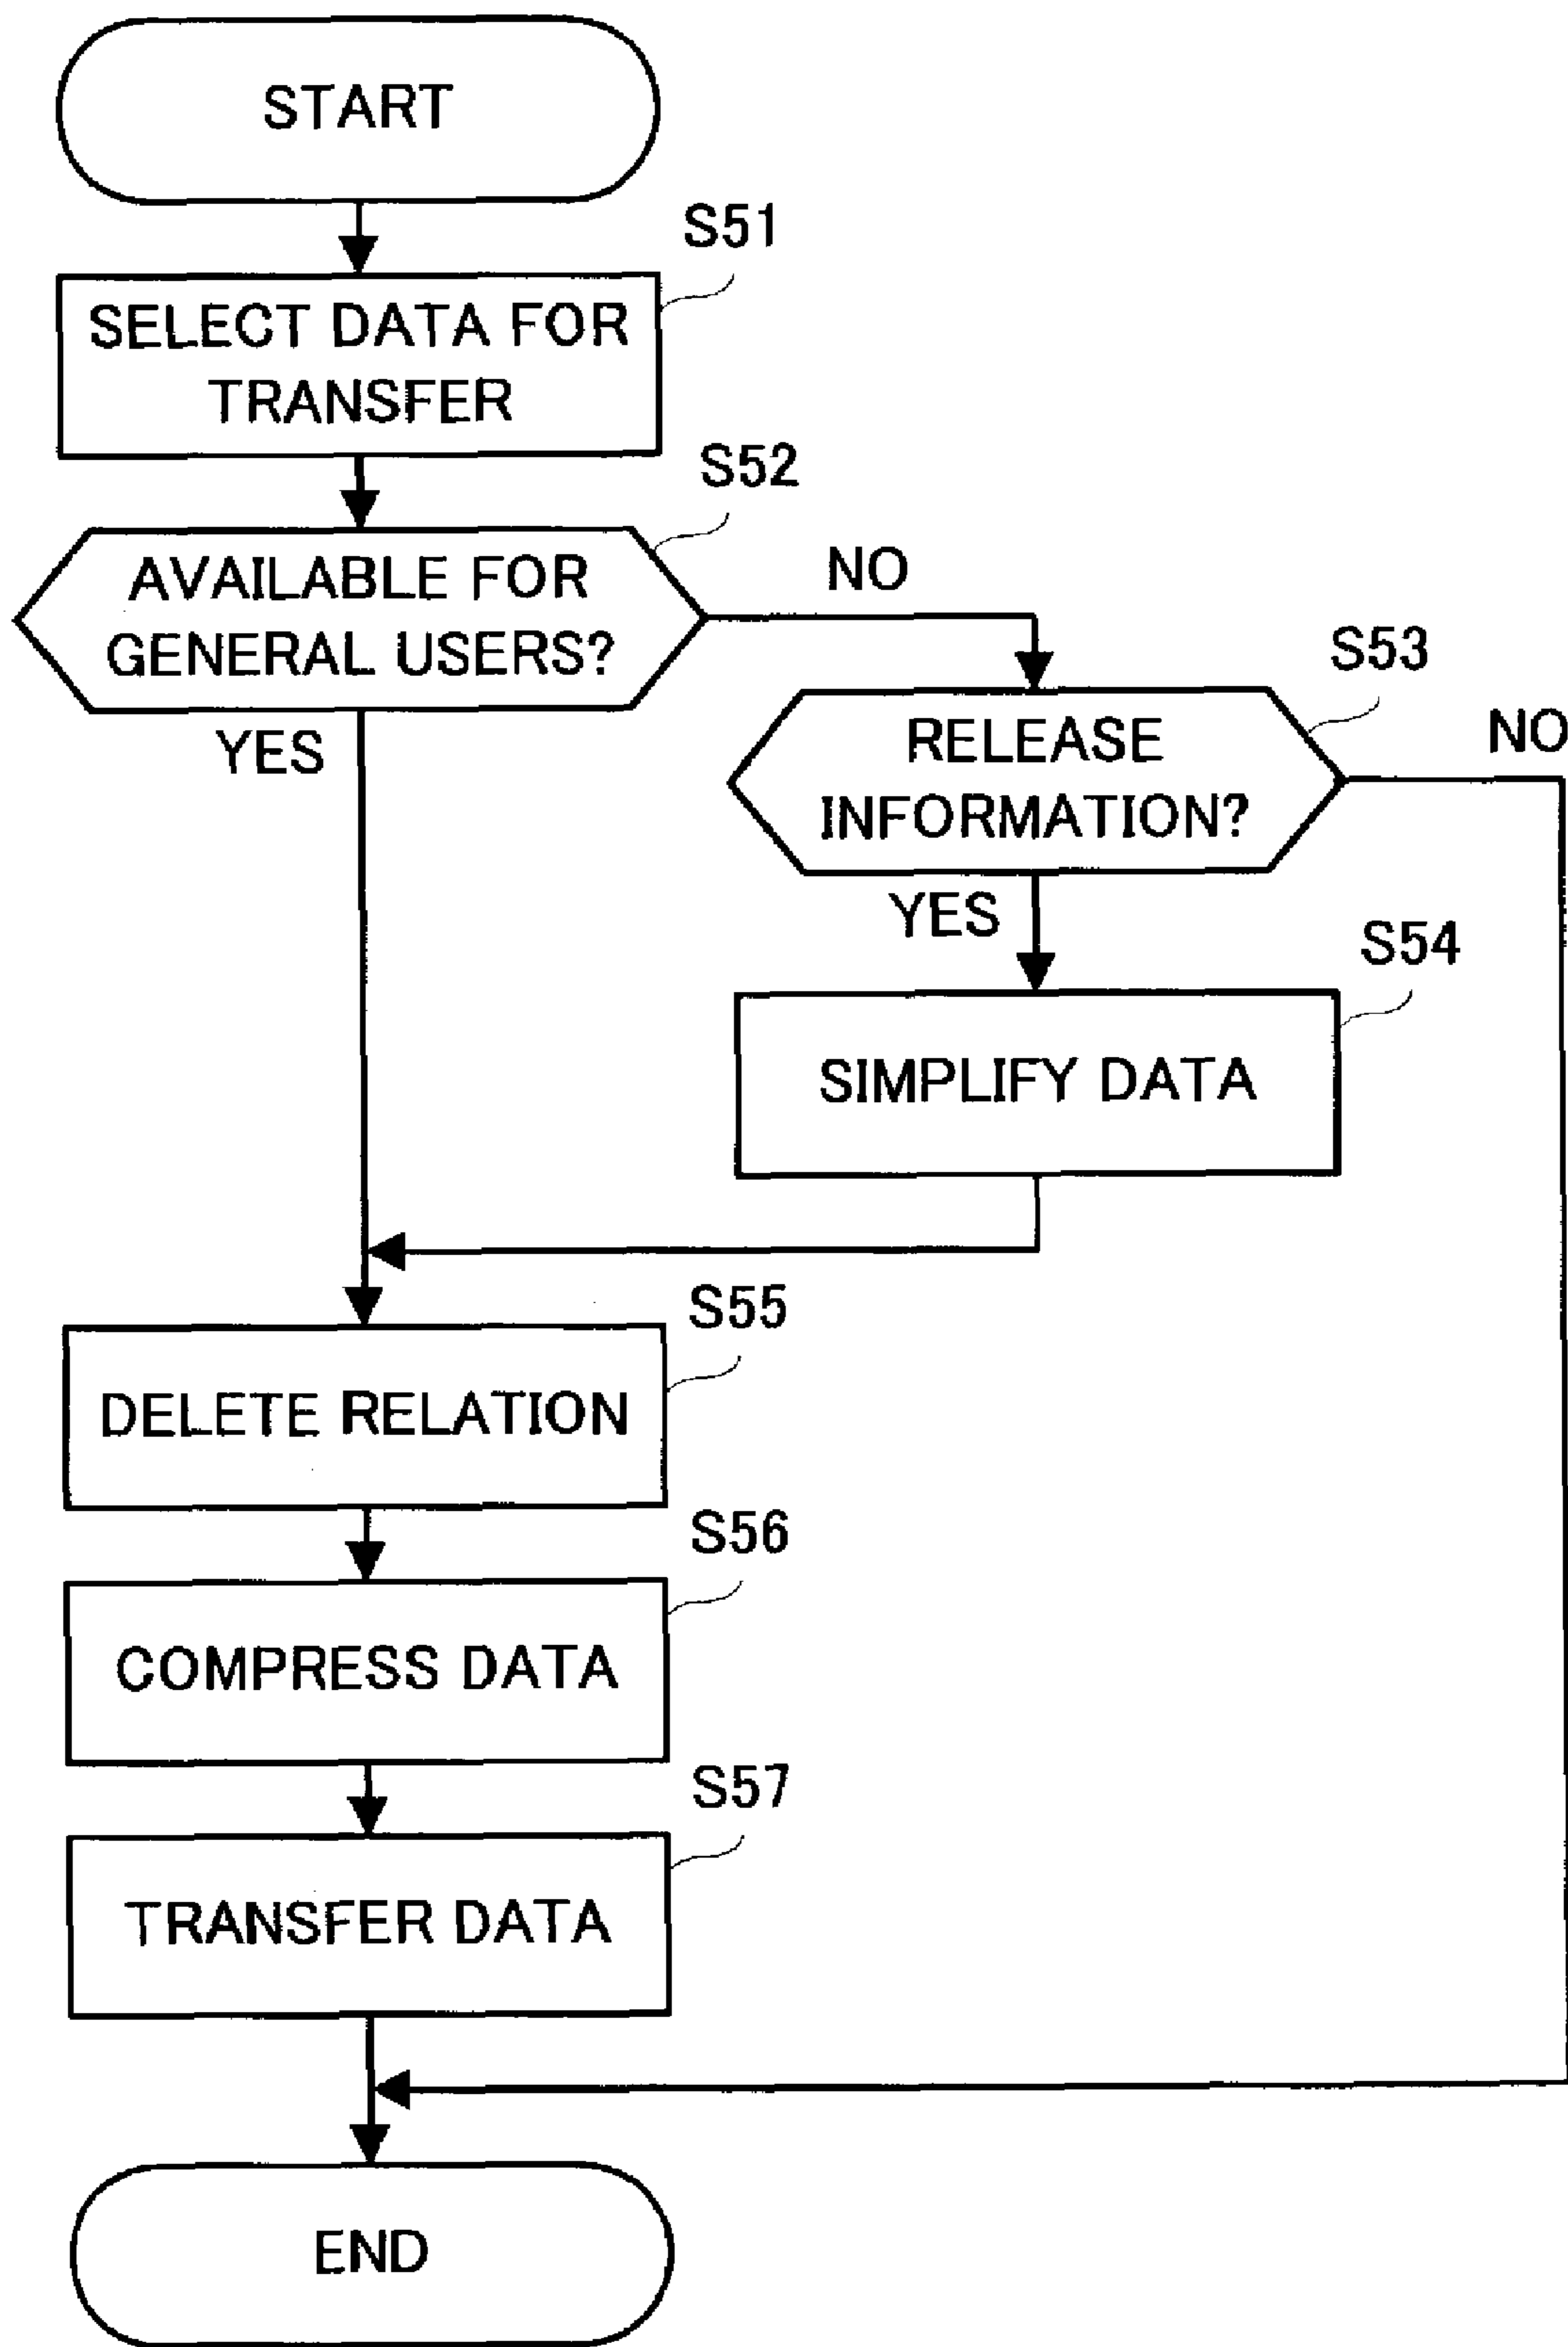 START
S51
SELECT DATA FOR
TRANSFER
S52
AVAILABLE FOR
GENERAL USERS?
NO
YES
S53
RELEASE
INFORMATION?
NO
YES
S54
SIMPLIFY DATA
S55
DELETE RELATION
S56
COMPRESS DATA
S57
TRANSFER DATA
END